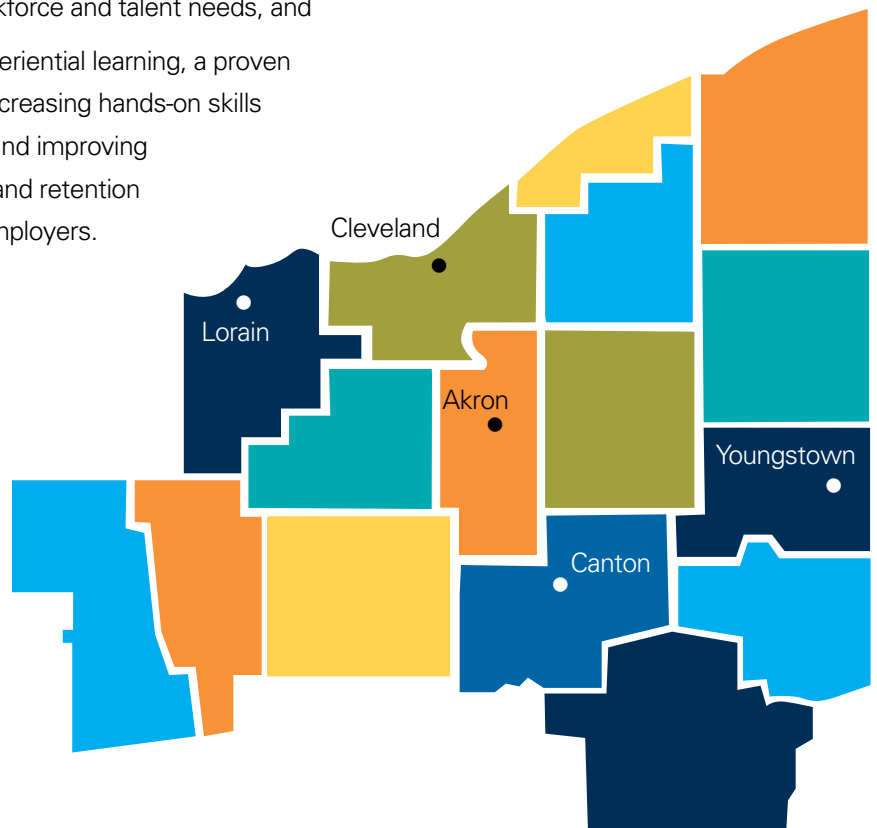 kforce and talent needs, and
eriential learning, a proven
creasing hands-on skills
nd improving
and retention
nployers.
Cleveland
Lorain
Akron
Youngstown
Canton